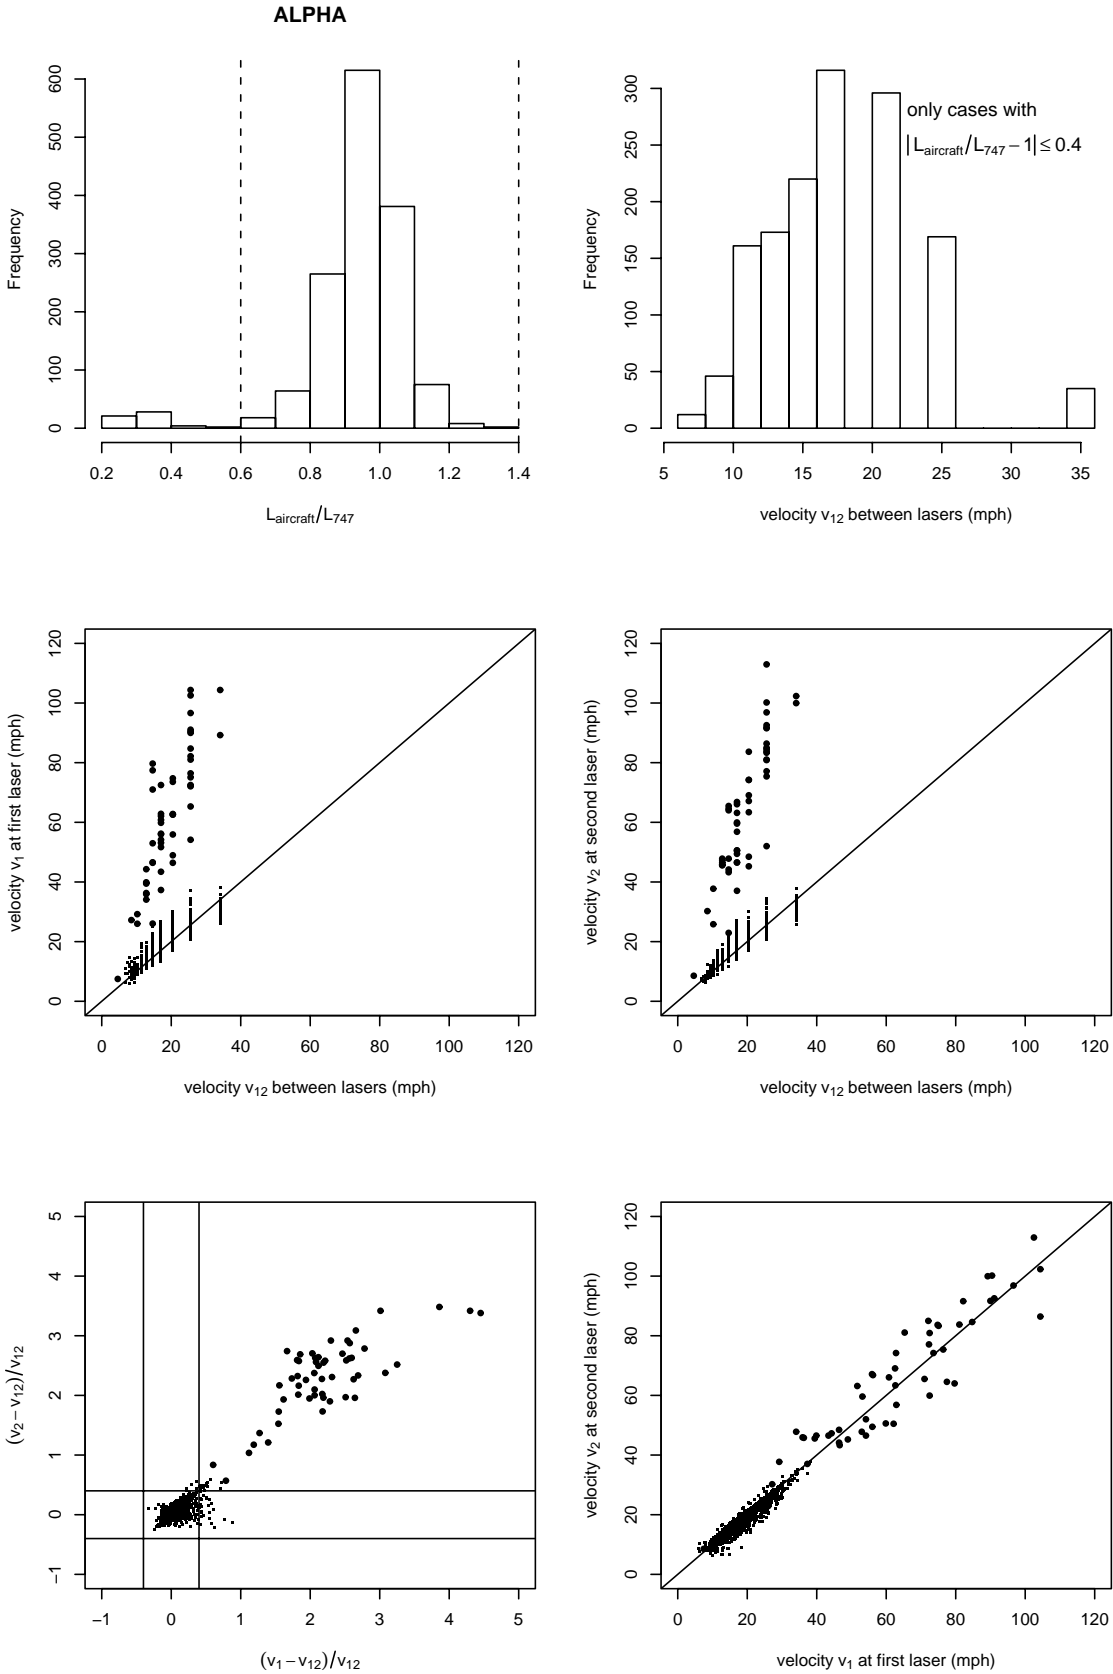 ALPHA
Frequency
0 100 200 300 400 500 600
0.2 0.4 0.6 0.8 1.0 1.2 1.4
L_aircraft/L_747
Frequency
0 50 100 150 200 250 300
only cases with
|L_aircraft/L_747 − 1| ≤ 0.4
5 10 15 20 25 30 35
velocity v_12 between lasers (mph)
velocity v_1 at first laser (mph)
0 20 40 60 80 100 120
0 20 40 60 80 100 120
velocity v_12 between lasers (mph)
velocity v_2 at second laser (mph)
0 20 40 60 80 100 120
0 20 40 60 80 100 120
velocity v_12 between lasers (mph)
(v_2 − v_12)/v_12
−1 0 1 2 3 4 5
−1 0 1 2 3 4 5
(v_1 − v_12)/v_12
velocity v_2 at second laser (mph)
0 20 40 60 80 100 120
0 20 40 60 80 100 120
velocity v_1 at first laser (mph)